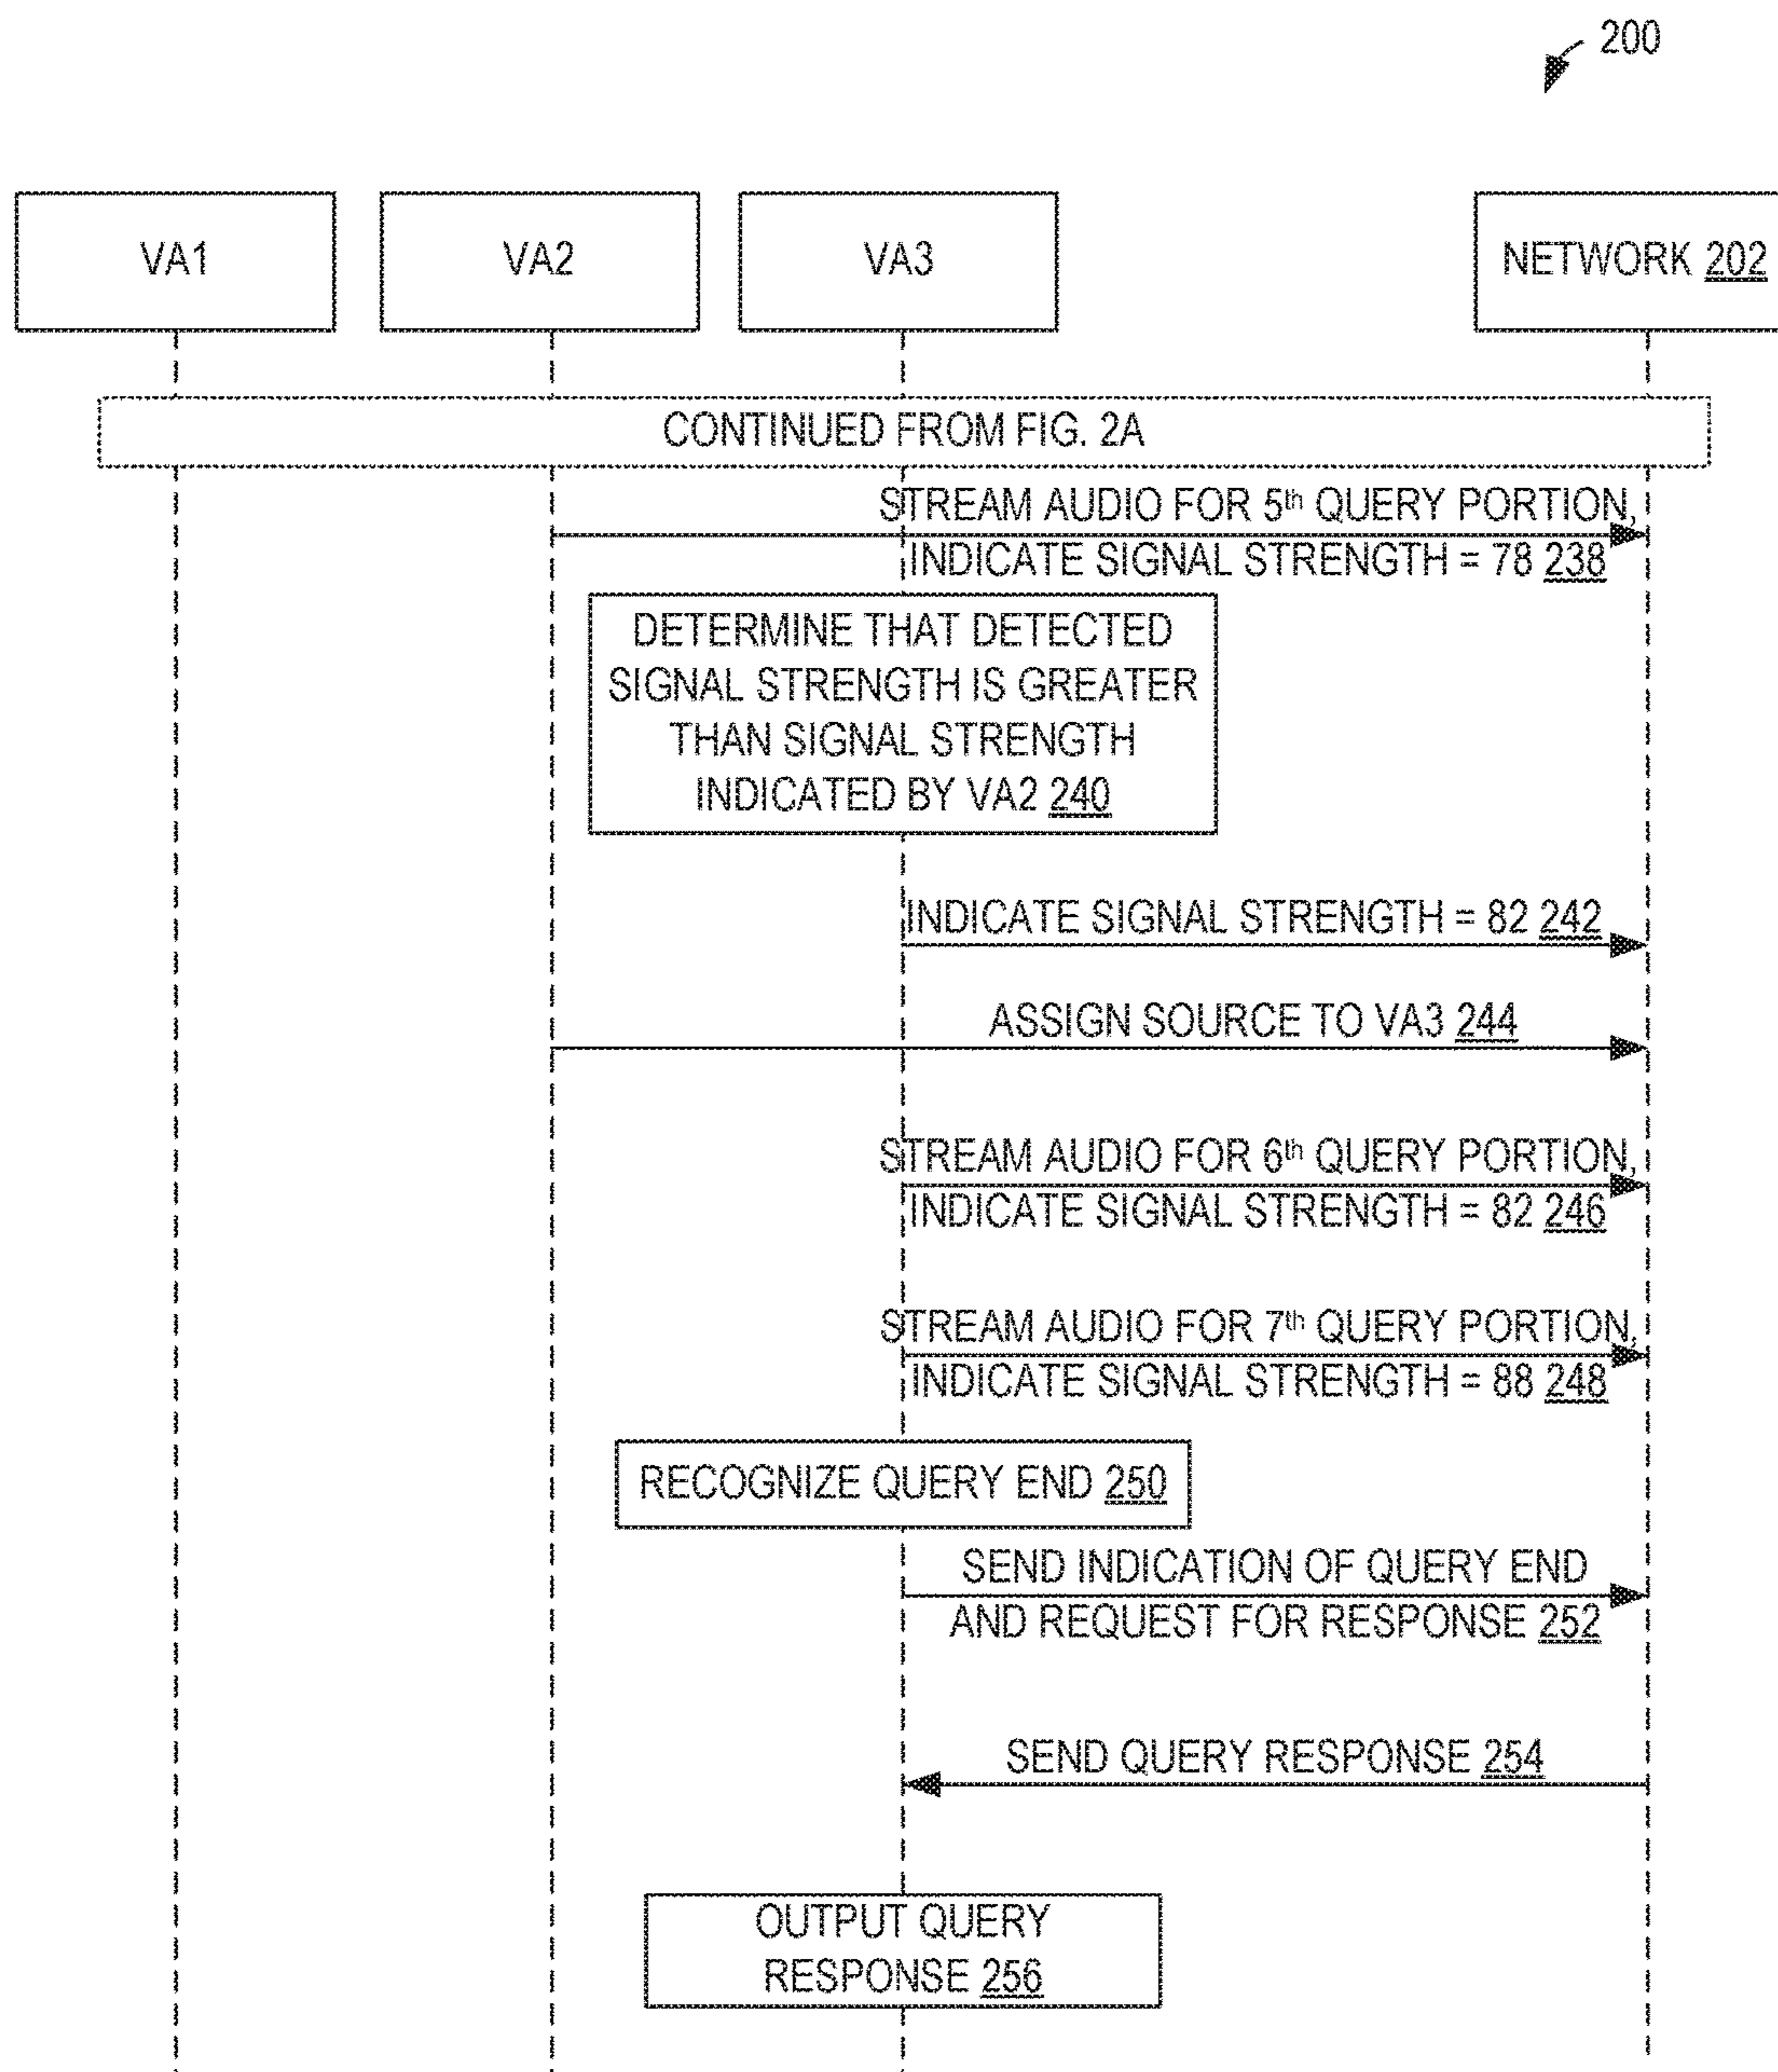 200
VA1
VA2
VA3
NETWORK 202
CONTINUED FROM FIG. 2A
STREAM AUDIO FOR 5th QUERY PORTION,
INDICATE SIGNAL STRENGTH = 78 238
DETERMINE THAT DETECTED
SIGNAL STRENGTH IS GREATER
THAN SIGNAL STRENGTH
INDICATED BY VA2 240
INDICATE SIGNAL STRENGTH = 82 242
ASSIGN SOURCE TO VA3 244
STREAM AUDIO FOR 6th QUERY PORTION,
INDICATE SIGNAL STRENGTH = 82 246
STREAM AUDIO FOR 7th QUERY PORTION,
INDICATE SIGNAL STRENGTH = 88 248
RECOGNIZE QUERY END 250
SEND INDICATION OF QUERY END
AND REQUEST FOR RESPONSE 252
SEND QUERY RESPONSE 254
OUTPUT QUERY
RESPONSE 256